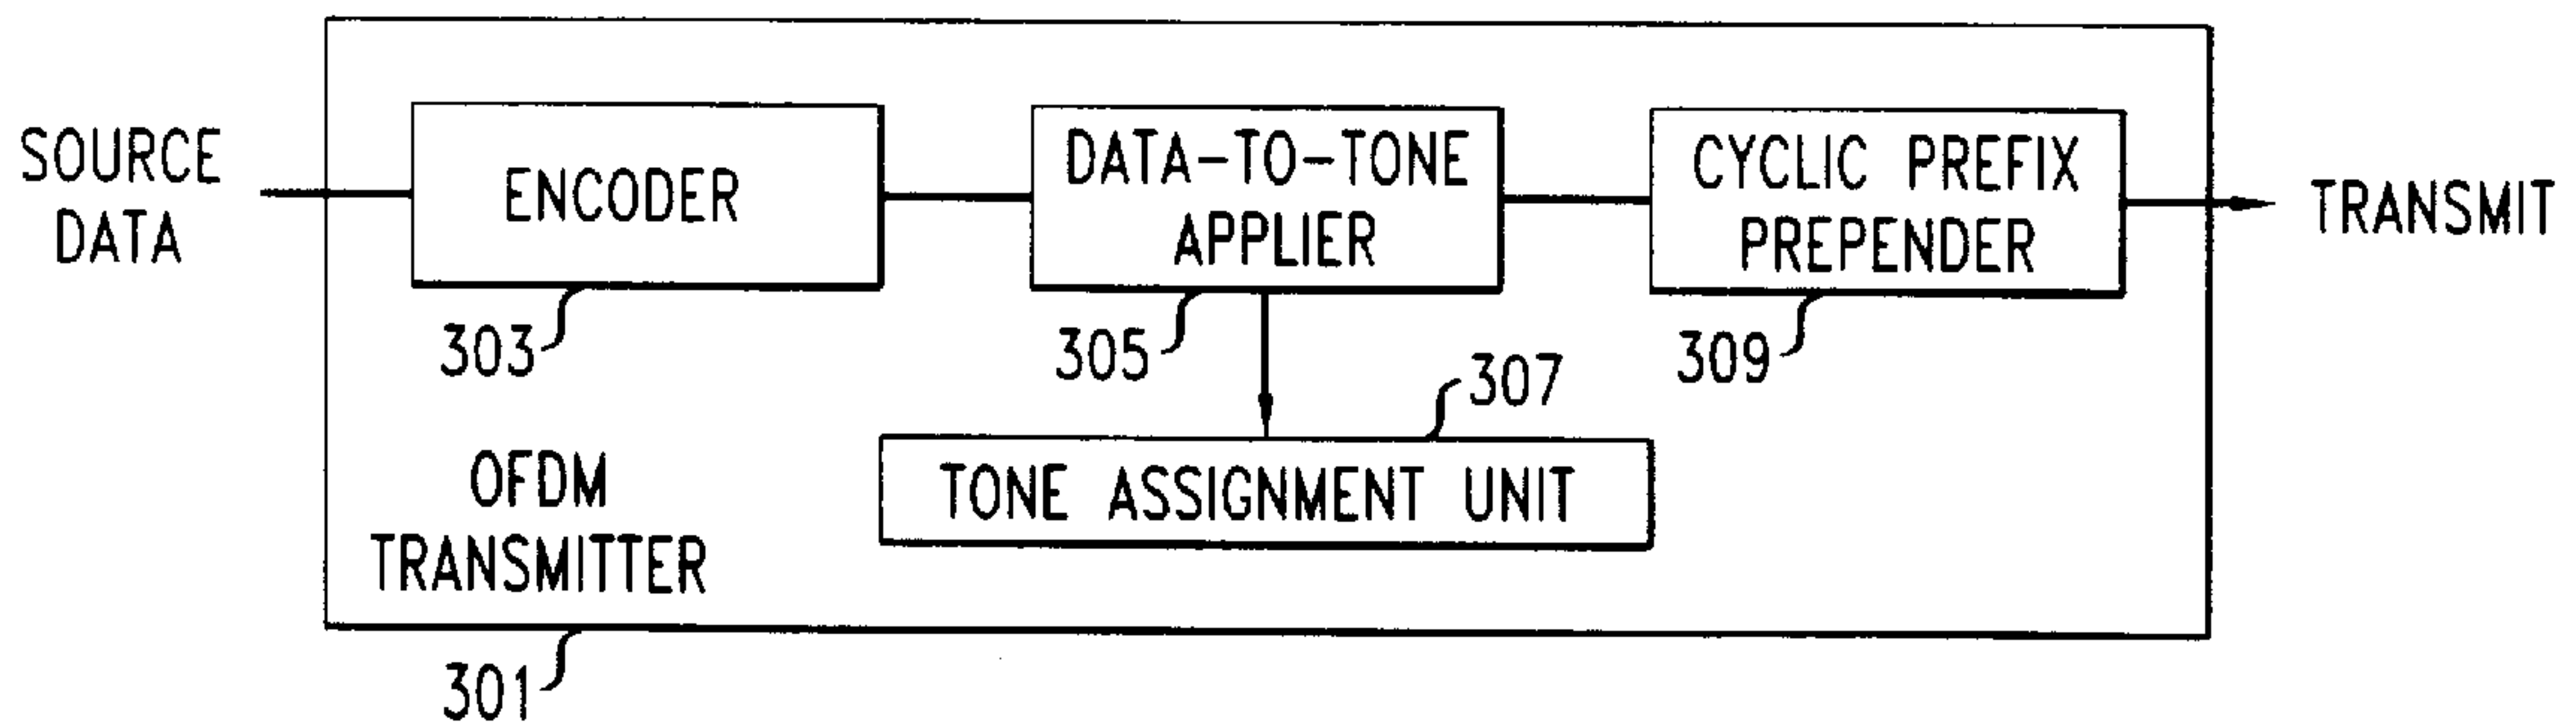 SOURCE
DATA
ENCODER
303
DATA-TO-TONE
APPLIER
305
CYCLIC PREFIX
PREPENDER
309
TRANSMIT
307
TONE ASSIGNMENT UNIT
OFDM
TRANSMITTER
301